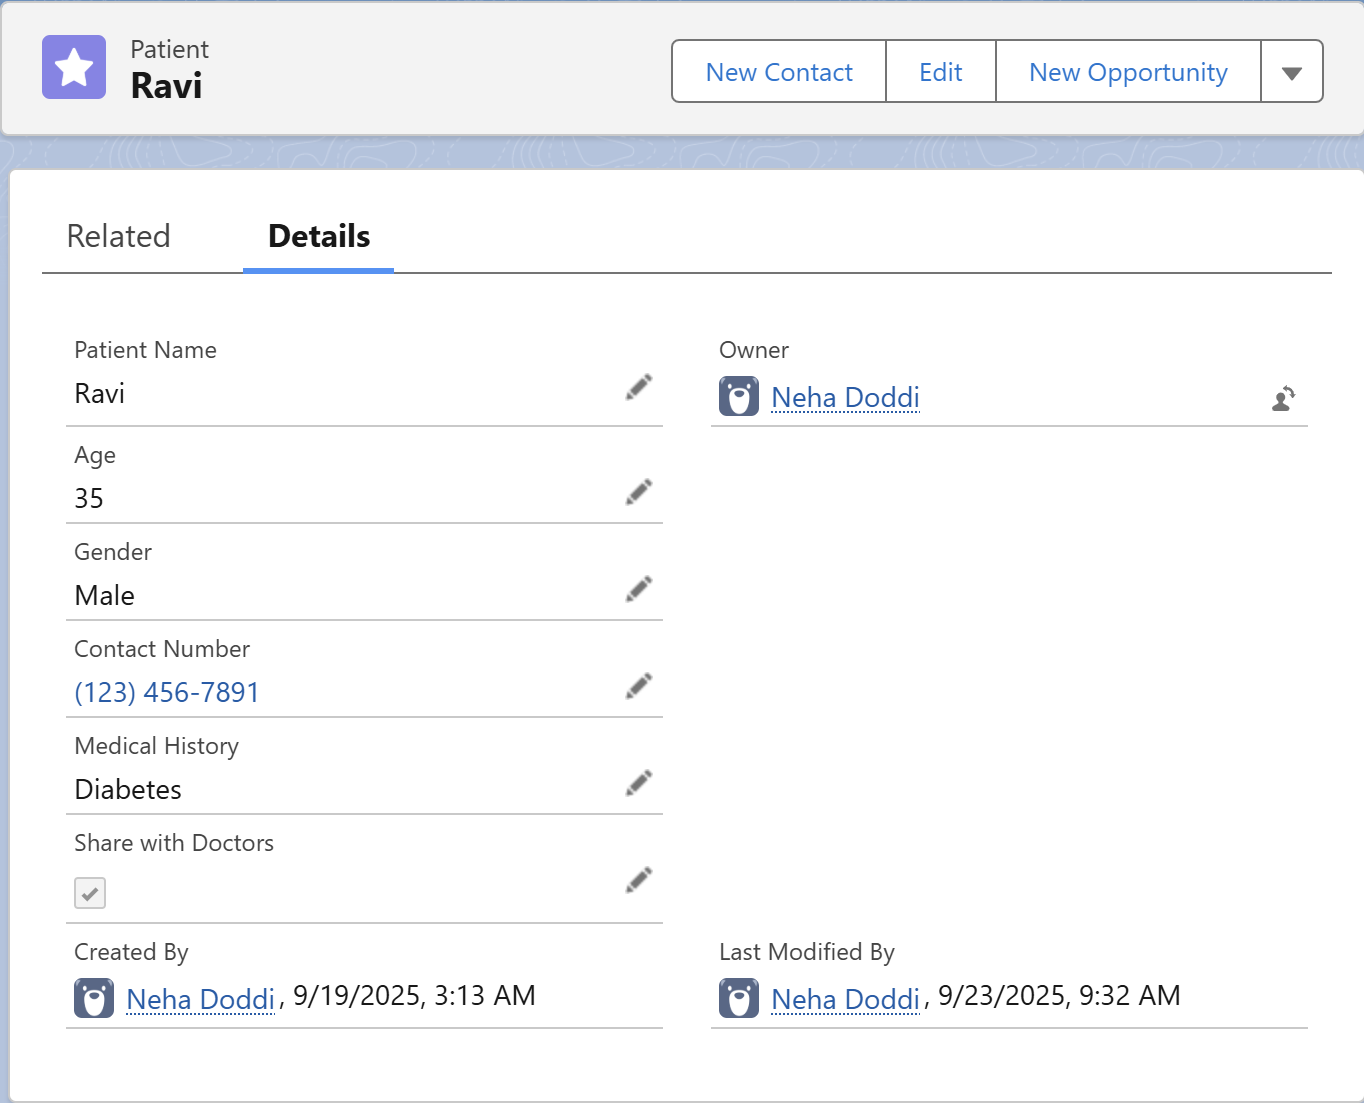 Patient
Ravi
New Contact
Edit
New Opportunity
Related
Details
Patient Name
Ravi
Owner
Neha Doddi
Age
35
Gender
Male
Contact Number
(123) 456-7891
Medical History
Diabetes
Share with Doctors
Created By
Neha Doddi, 9/19/2025, 3:13 AM
Last Modified By
Neha Doddi, 9/23/2025, 9:32 AM